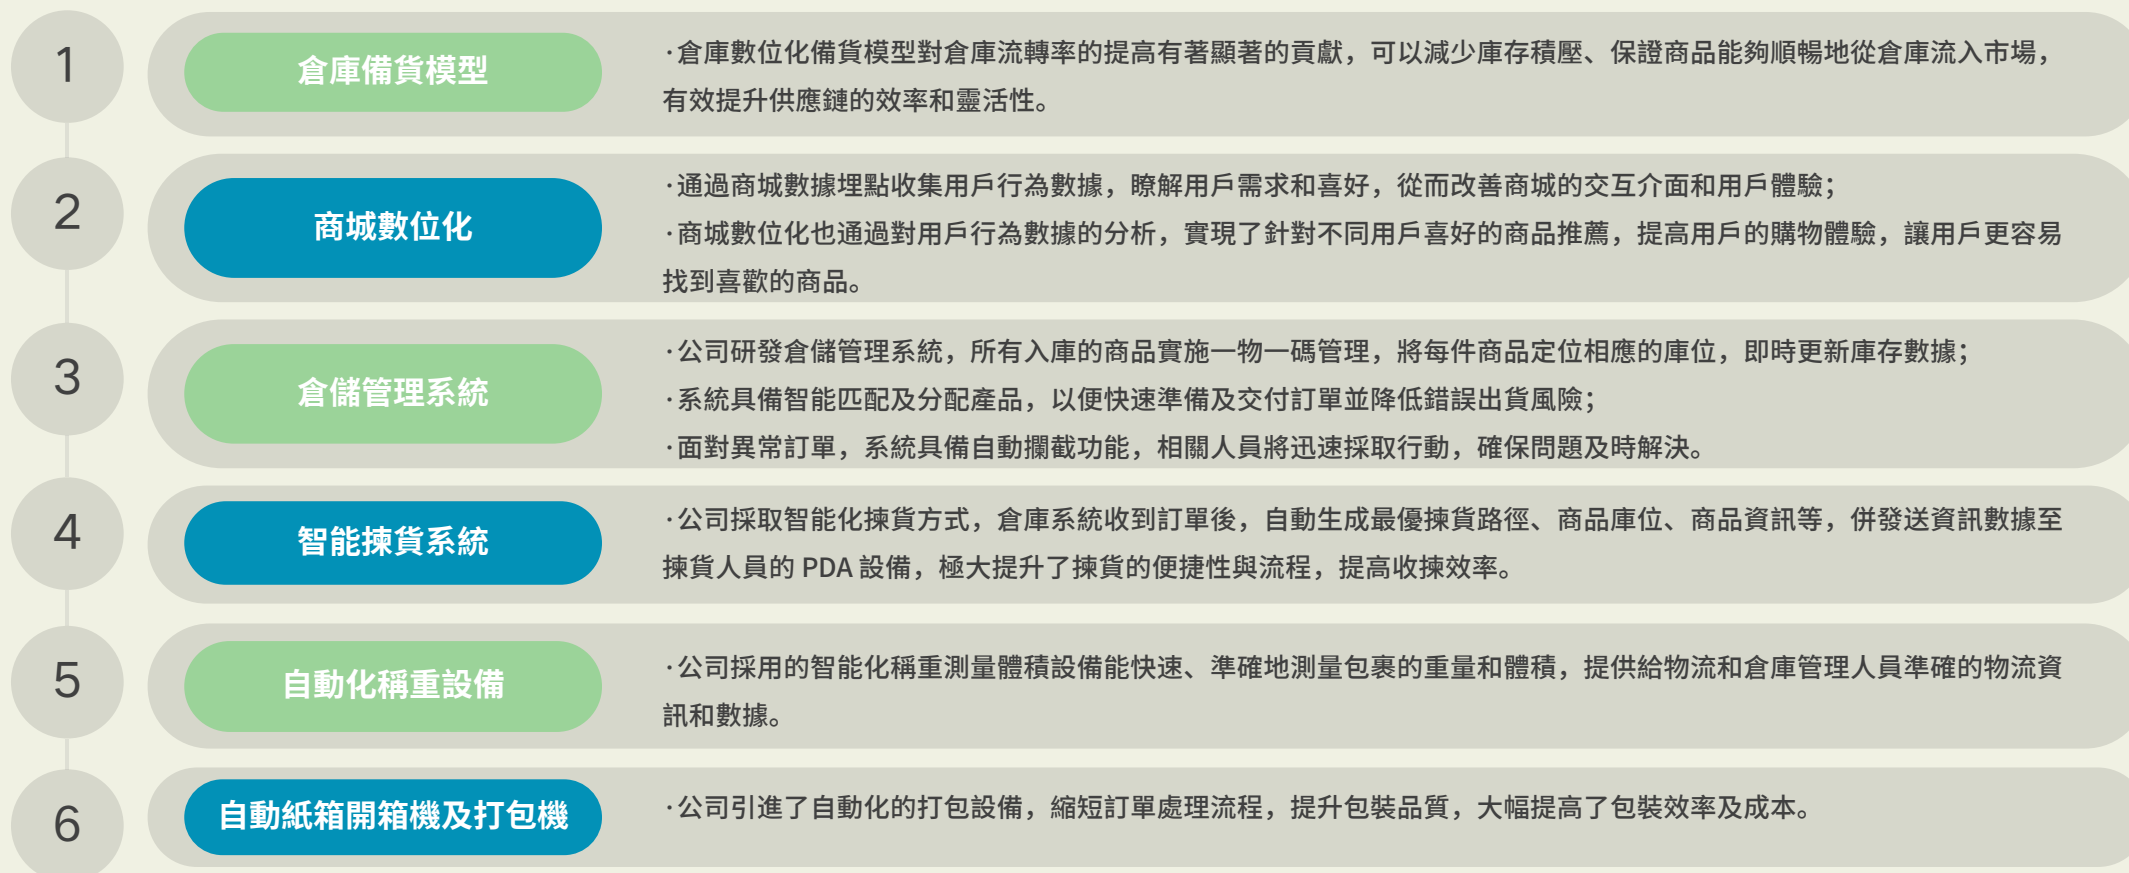 1
倉庫備貨模型
·倉庫數位化備貨模型對倉庫流轉率的提高有著顯著的貢獻，可以減少庫存積壓、保證商品能夠順暢地從倉庫流入市場，
有效提升供應鏈的效率和靈活性。
2
商城數位化
·通過商城數據埋點收集用戶行為數據，瞭解用戶需求和喜好，從而改善商城的交互介面和用戶體驗；
·商城數位化也通過對用戶行為數據的分析，實現了針對不同用戶喜好的商品推薦，提高用戶的購物體驗，讓用戶更容易
找到喜歡的商品。
3
倉儲管理系統
·公司研發倉儲管理系統，所有入庫的商品實施一物一碼管理，將每件商品定位相應的庫位，即時更新庫存數據；
·系統具備智能匹配及分配產品，以便快速準備及交付訂單並降低錯誤出貨風險；
·面對異常訂單，系統具備自動攔截功能，相關人員將迅速採取行動，確保問題及時解決。
4
智能揀貨系統
·公司採取智能化揀貨方式，倉庫系統收到訂單後，自動生成最優揀貨路徑、商品庫位、商品資訊等，併發送資訊數據至
揀貨人員的 PDA 設備，極大提升了揀貨的便捷性與流程，提高收揀效率。
5
自動化稱重設備
·公司採用的智能化稱重測量體積設備能快速、準確地測量包裹的重量和體積，提供給物流和倉庫管理人員準確的物流資
訊和數據。
6
自動紙箱開箱機及打包機
·公司引進了自動化的打包設備，縮短訂單處理流程，提升包裝品質，大幅提高了包裝效率及成本。